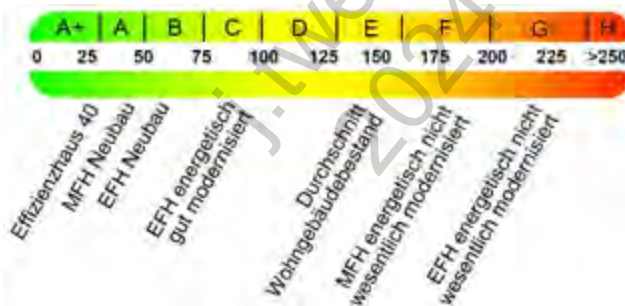 A+ A B C D E F G H
0 25 50 75 100 125 150 175 200 225 >250
Effizienzhaus 40
MFH Neubau
EFH Neubau
EFH energetisch
gut modernisiert
Durchschnitt
Wohngebäudebestand
MFH energetisch nicht
wesentlich modernisiert
EFH energetisch nicht
wesentlich modernisiert
2024